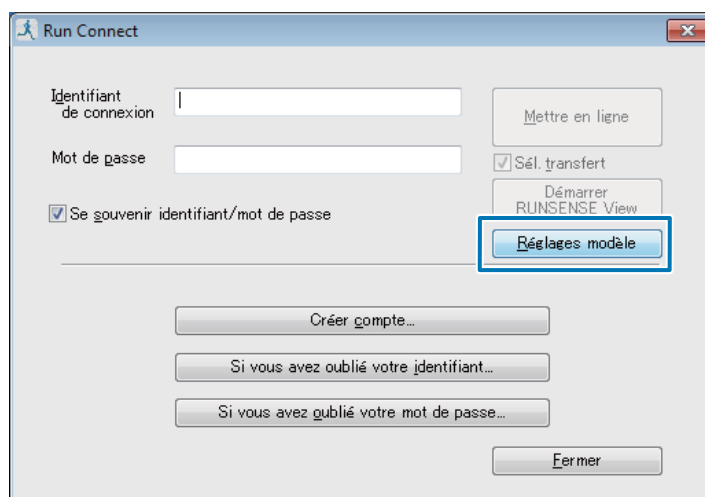 Run Connect
Identifiant
de connexion
Mettre en ligne
Mot de passe
Sél. transfert
Démarrer
RUNSENSE View
Se souvenir identifiant/mot de passe
Réglages modèle
Créer compte...
Si vous avez oublié votre identifiant...
Si vous avez oublié votre mot de passe...
Fermer